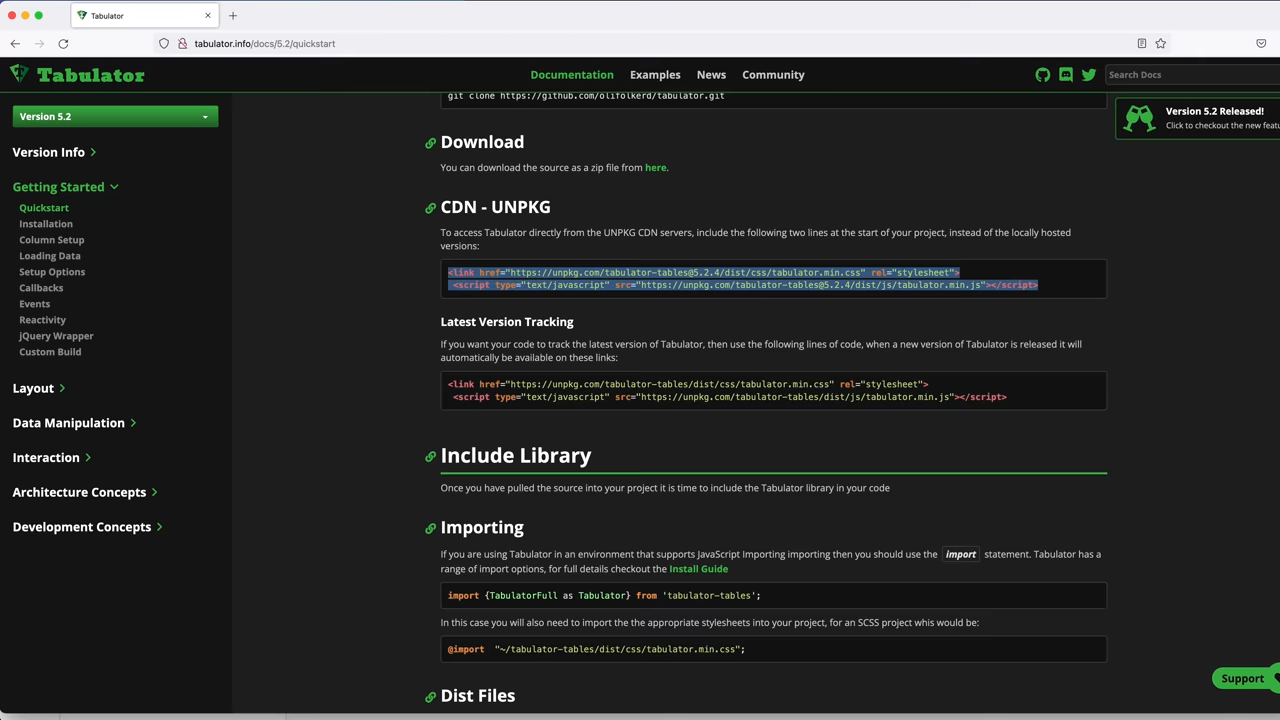 Tabulator
tabulator.info/docs/5.2/quickstart
Tabulator
Documentation
Examples
News
Community
Search Docs
Version 5.2
Version Info
Getting Started
Quickstart
Installation
Column Setup
Loading Data
Setup Options
Callbacks
Events
Reactivity
jQuery Wrapper
Custom Build
Layout
Data Manipulation
Interaction
Architecture Concepts
Development Concepts
git clone https://github.com/olifolkerd/tabulator.git
Download
You can download the source as a zip file from here.
CDN - UNPKG
To access Tabulator directly from the UNPKG CDN servers, include the following two lines at the start of your project, instead of the locally hosted
versions:
<link href="https://unpkg.com/tabulator-tables@5.2.4/dist/css/tabulator.min.css" rel="stylesheet">
<script type="text/javascript" src="https://unpkg.com/tabulator-tables@5.2.4/dist/js/tabulator.min.js"></script>
Latest Version Tracking
If you want your code to track the latest version of Tabulator, then use the following lines of code, when a new version of Tabulator is released it will
automatically be available on these links:
<link href="https://unpkg.com/tabulator-tables/dist/css/tabulator.min.css" rel="stylesheet">
<script type="text/javascript" src="https://unpkg.com/tabulator-tables/dist/js/tabulator.min.js"></script>
Include Library
Once you have pulled the source into your project it is time to include the Tabulator library in your code
Importing
If you are using Tabulator in an environment that supports JavaScript Importing importing then you should use the import statement. Tabulator has a
range of import options, for full details checkout the Install Guide
import {TabulatorFull as Tabulator} from 'tabulator-tables';
In this case you will also need to import the the appropriate stylesheets into your project, for an SCSS project whis would be:
@import "~/tabulator-tables/dist/css/tabulator.min.css";
Dist Files
Version 5.2 Released!
Click to checkout the new
Support